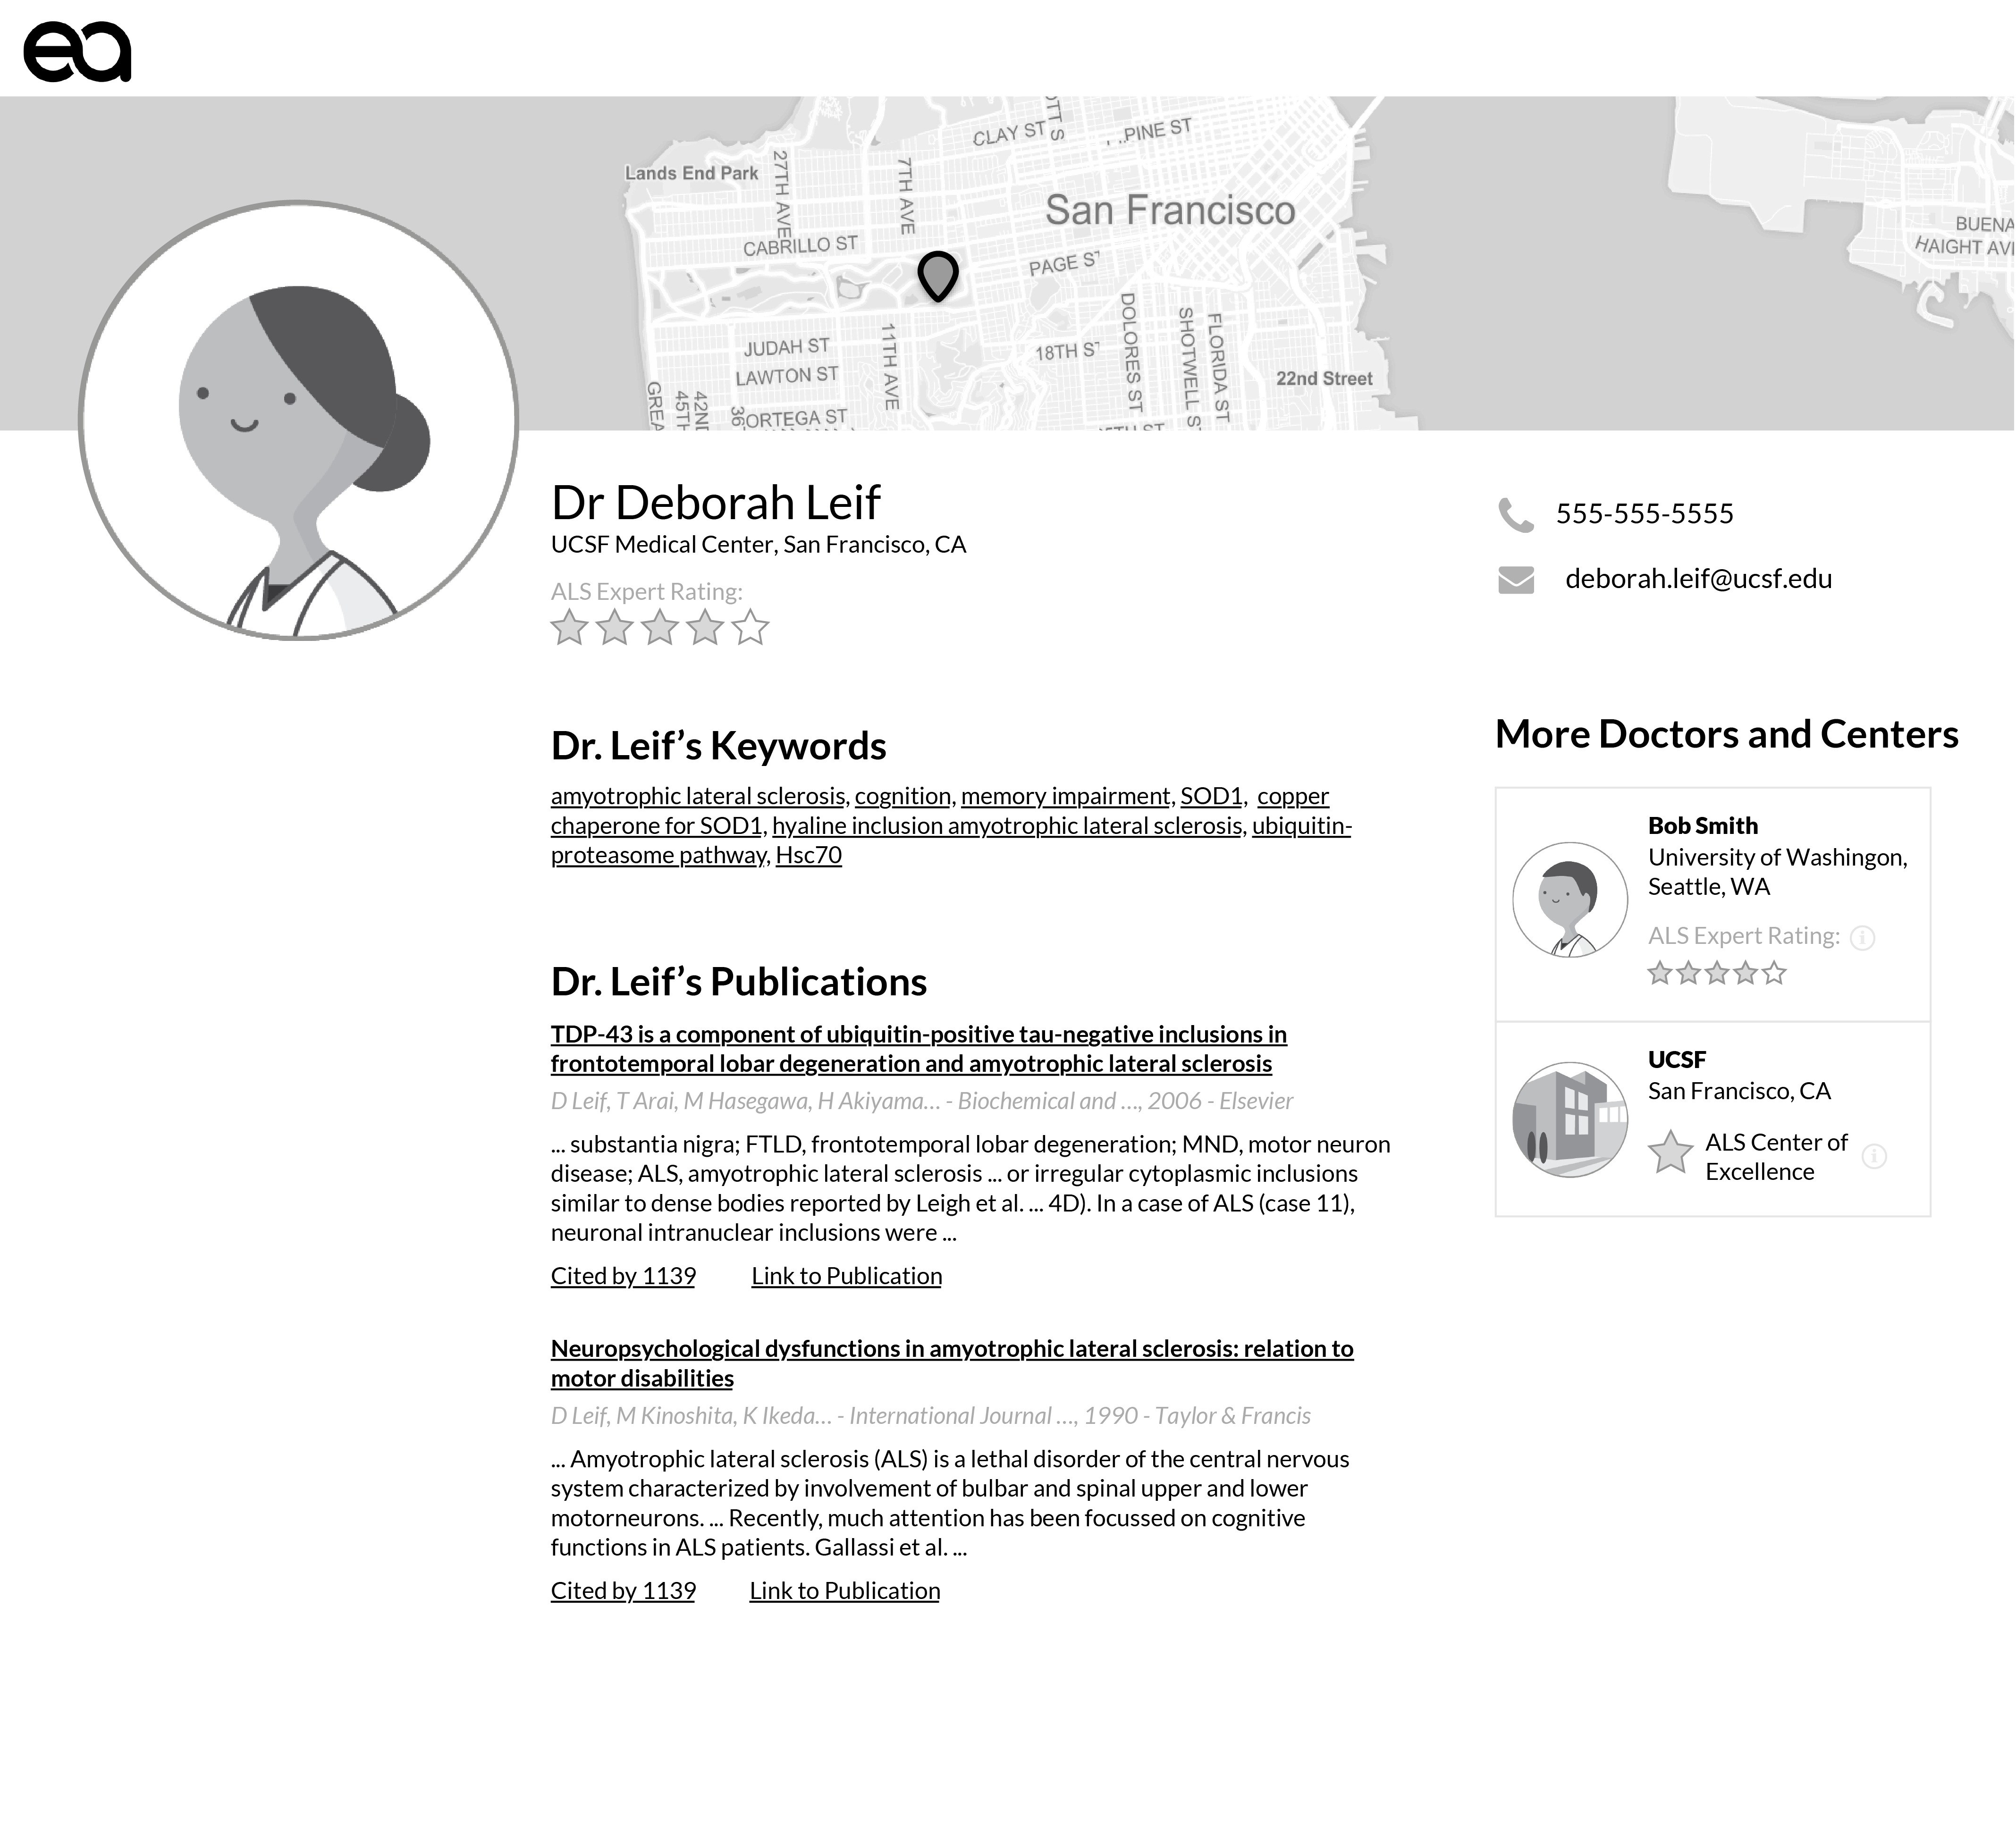 ea
CLAY ST
PINE ST
Lands End Park
27TH AVE
7TH AVE
San Francisco
BUENA
HAIGHT AV
CABRILLO ST
PAGE ST
JUDAH ST
11TH AVE
18TH ST
DOLORES ST
SHOTWELL S
FLORIDA ST
LAWTON ST
22nd Street
GREA
45TH
42ND
36
ORTEGA ST
Dr Deborah Leif
UCSF Medical Center, San Francisco, CA
ALS Expert Rating:
555-555-5555
deborah.leif@ucsf.edu
Dr. Leif’s Keywords
amyotrophic lateral sclerosis, cognition, memory impairment, SOD1, copper
chaperone for SOD1, hyaline inclusion amyotrophic lateral sclerosis, ubiquitin-
proteasome pathway, Hsc70
Dr. Leif’s Publications
TDP-43 is a component of ubiquitin-positive tau-negative inclusions in
frontotemporal lobar degeneration and amyotrophic lateral sclerosis
D Leif, T Arai, M Hasegawa, H Akiyama… - Biochemical and …, 2006 - Elsevier
... substantia nigra; FTLD, frontotemporal lobar degeneration; MND, motor neuron
disease; ALS, amyotrophic lateral sclerosis ... or irregular cytoplasmic inclusions
similar to dense bodies reported by Leigh et al. ... 4D). In a case of ALS (case 11),
neuronal intranuclear inclusions were ...
Cited by 1139 Link to Publication
Neuropsychological dysfunctions in amyotrophic lateral sclerosis: relation to
motor disabilities
D Leif, M Kinoshita, K Ikeda… - International Journal …, 1990 - Taylor & Francis
... Amyotrophic lateral sclerosis (ALS) is a lethal disorder of the central nervous
system characterized by involvement of bulbar and spinal upper and lower
motorneurons. ... Recently, much attention has been focussed on cognitive
functions in ALS patients. Gallassi et al. ...
Cited by 1139 Link to Publication
More Doctors and Centers
Bob Smith
University of Washingon,
Seattle, WA
ALS Expert Rating:
UCSF
San Francisco, CA
ALS Center of
Excellence